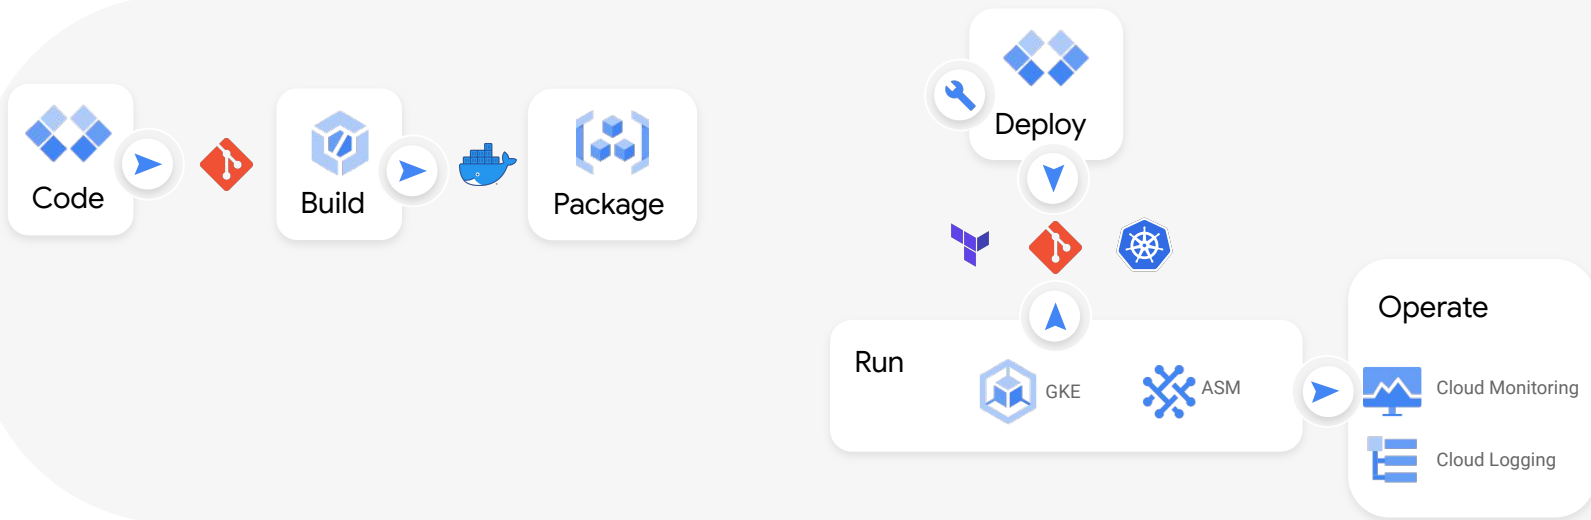 Code
Build
Package
Deploy
Run
GKE
ASM
Operate
Cloud Monitoring
Cloud Logging